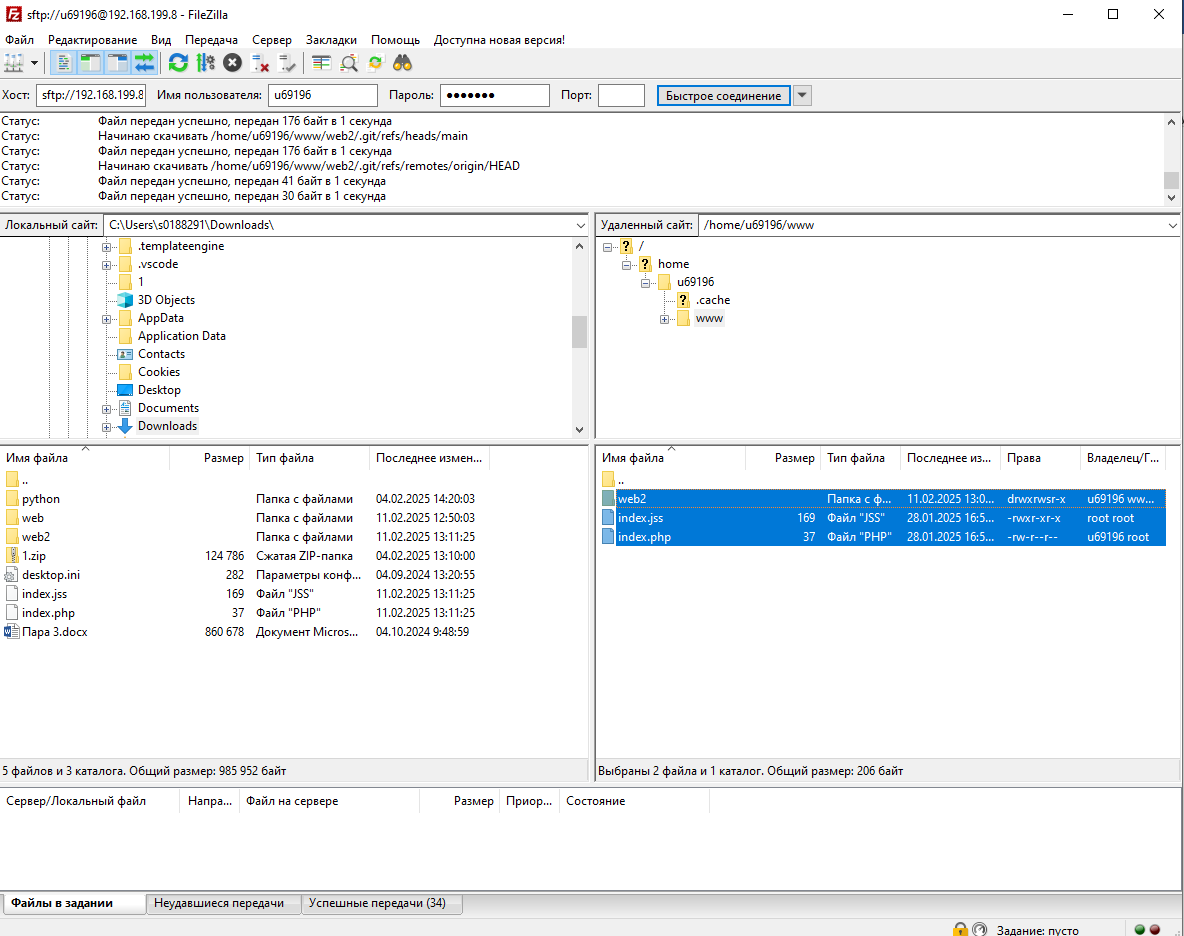 sftp://u69196@192.168.199.8 - FileZilla
Файл Редактирование Вид Передача Сервер Закладки Помощь Доступна новая версия!
Хост: sftp://192.168.199.8 Имя пользователя: u69196 Пароль: ●●●●●●● Порт: Быстрое соединение
Статус: Файл передан успешно, передан 176 байт в 1 секунда
Статус: Начинаю скачивать /home/u69196/www/web2/.git/refs/heads/main
Статус: Файл передан успешно, передан 176 байт в 1 секунда
Статус: Начинаю скачивать /home/u69196/www/web2/.git/refs/remotes/origin/HEAD
Статус: Файл передан успешно, передан 41 байт в 1 секунда
Статус: Файл передан успешно, передан 30 байт в 1 секунда
Локальный сайт: C:\Users\s0188291\Downloads\
.templateengine
.vscode
1
3D Objects
AppData
Application Data
Contacts
Cookies
Desktop
Documents
Downloads
Удаленный сайт: /home/u69196/www
/
home
u69196
.cache
www
Имя файла Размер Тип файла Последнее измен...
..
python Папка с файлами 04.02.2025 14:20:03
web Папка с файлами 11.02.2025 12:50:03
web2 Папка с файлами 11.02.2025 13:11:25
1.zip 124 786 Сжатая ZIP-папка 04.02.2025 13:10:00
desktop.ini 282 Параметры конф... 04.09.2024 13:20:55
index.jss 169 Файл "JSS" 11.02.2025 13:11:25
index.php 37 Файл "PHP" 11.02.2025 13:11:25
Пара 3.docx 860 678 Документ Micros... 04.10.2024 9:48:59
5 файлов и 3 каталога. Общий размер: 985 952 байт
Имя файла Размер Тип файла Последнее из... Права Владелец/Г...
..
web2 Папка с ф... 11.02.2025 13:0... drwxrwsr-x u69196 ww...
index.jss 169 Файл "JSS" 28.01.2025 16:5... -rwxr-xr-x root root
index.php 37 Файл "PHP" 28.01.2025 16:5... -rw-r--r-- u69196 root
Выбраны 2 файла и 1 каталог. Общий размер: 206 байт
Сервер/Локальный файл Напра... Файл на сервере Размер Приор... Состояние
Файлы в задании Неудавшиеся передачи Успешные передачи (34)
Задание: пусто